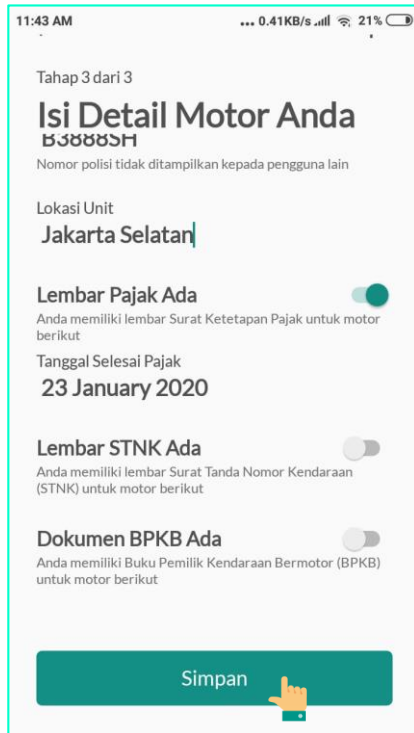 11:43 AM ... 0.41KB/s 21%
Tahap 3 dari 3
Isi Detail Motor Anda
B3888SH
Nomor polisi tidak ditampilkan kepada pengguna lain
Lokasi Unit
Jakarta Selatan
Lembar Pajak Ada
Anda memiliki lembar Surat Ketetapan Pajak untuk motor
berikut
Tanggal Selesai Pajak
23 January 2020
Lembar STNK Ada
Anda memiliki lembar Surat Tanda Nomor Kendaraan
(STNK) untuk motor berikut
Dokumen BPKB Ada
Anda memiliki Buku Pemilik Kendaraan Bermotor (BPKB)
untuk motor berikut
Simpan